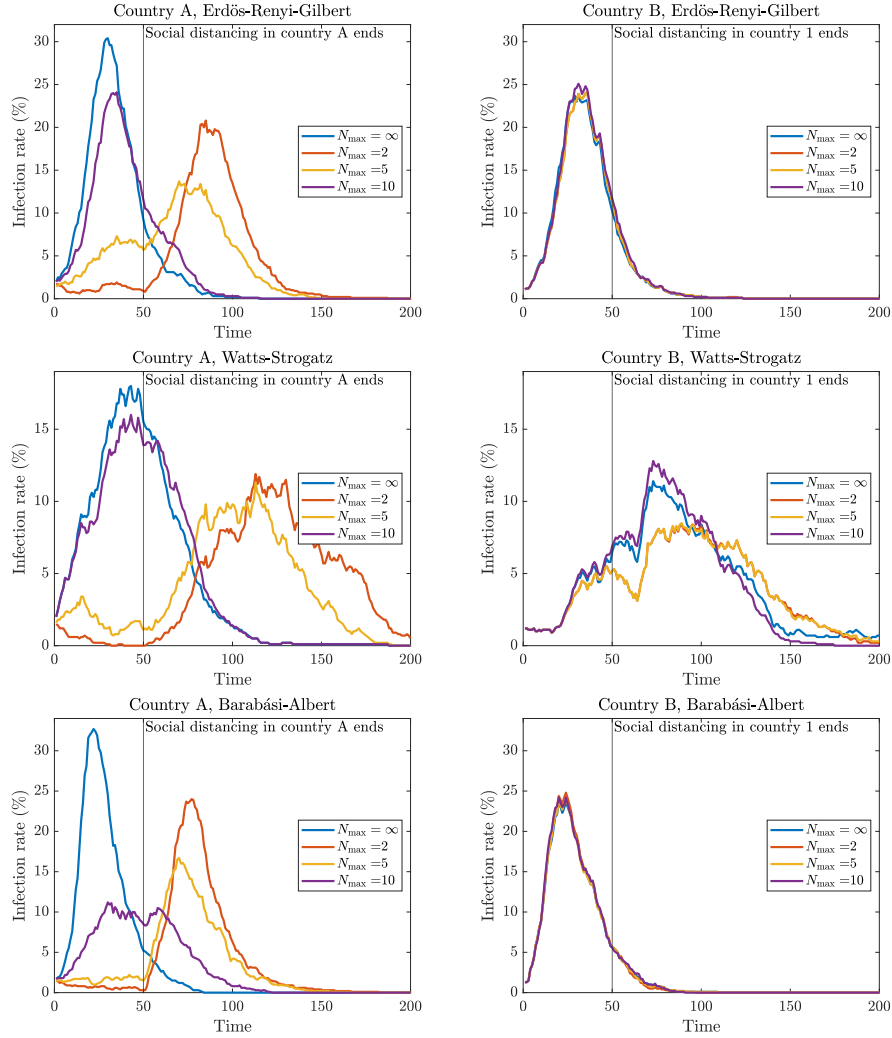 Country A, Erdös-Renyi-Gilbert
Social distancing in country A ends
Infection rate (%)
30
25
20
15
10
5
0
N_max = ∞
N_max =2
N_max =5
N_max =10
0 50 100 150 200
Time
Country B, Erdös-Renyi-Gilbert
Social distancing in country 1 ends
Infection rate (%)
30
25
20
15
10
5
0
N_max = ∞
N_max =2
N_max =5
N_max =10
0 50 100 150 200
Time
Country A, Watts-Strogatz
Social distancing in country A ends
Infection rate (%)
15
10
5
0
N_max = ∞
N_max =2
N_max =5
N_max =10
0 50 100 150 200
Time
Country B, Watts-Strogatz
Social distancing in country 1 ends
Infection rate (%)
15
10
5
0
N_max = ∞
N_max =2
N_max =5
N_max =10
0 50 100 150 200
Time
Country A, Barabási-Albert
Social distancing in country A ends
Infection rate (%)
30
25
20
15
10
5
0
N_max = ∞
N_max =2
N_max =5
N_max =10
0 50 100 150 200
Time
Country B, Barabási-Albert
Social distancing in country 1 ends
Infection rate (%)
30
25
20
15
10
5
0
N_max = ∞
N_max =2
N_max =5
N_max =10
0 50 100 150 200
Time